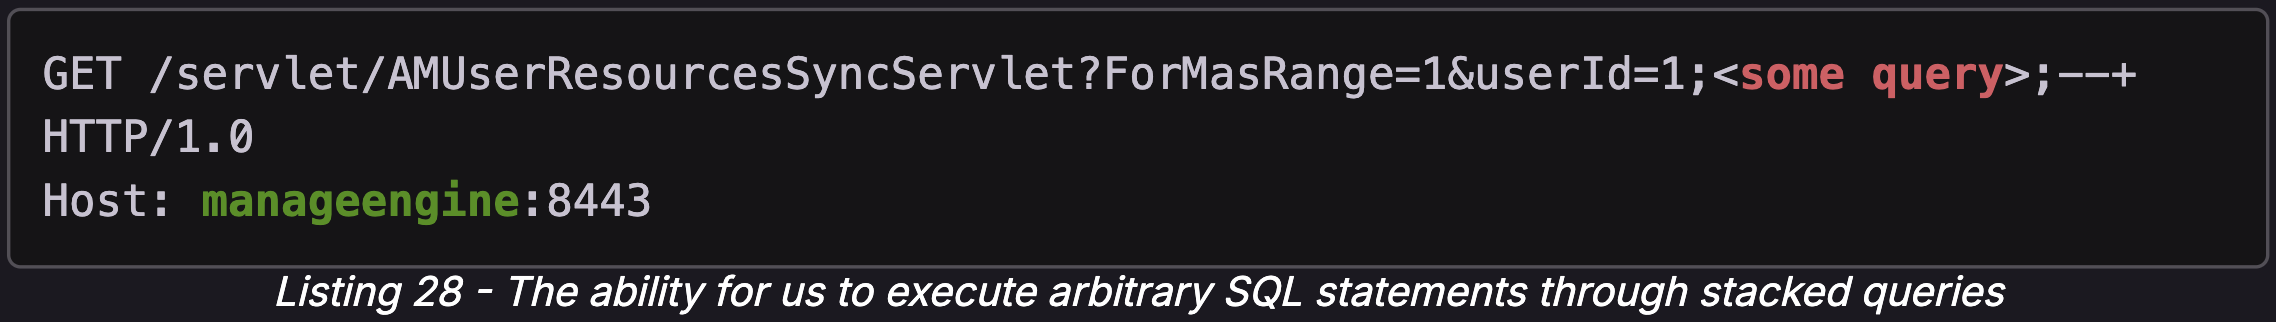 GET /servlet/AMUserResourcesSyncServlet?ForMasRange=1&userId=1;<some query>;--+
HTTP/1.0
Host: manageengine:8443
Listing 28 - The ability for us to execute arbitrary SQL statements through stacked queries